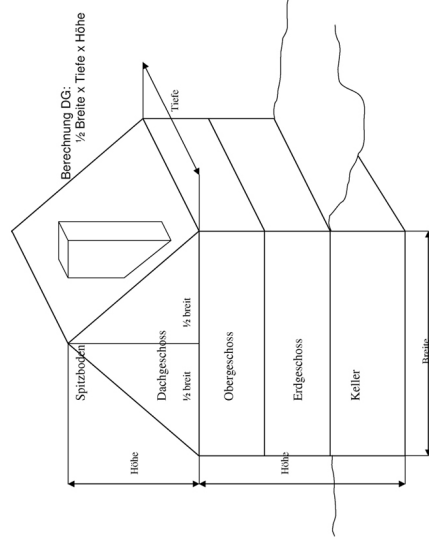 Berechnung DG:
½ Breite x Tiefe x Höhe
Tiefe
Spitzboden
Dachgeschoss
½ breit
½ breit
Obergeschoss
Erdgeschoss
Keller
Höhe
Höhe
Breite